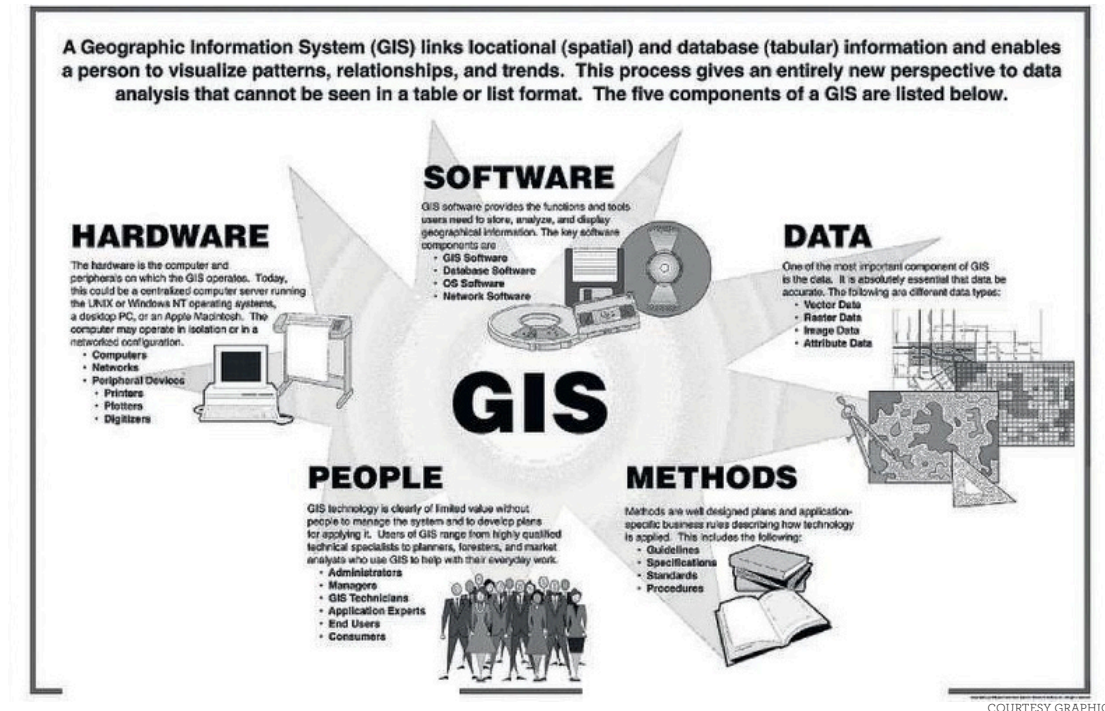 A Geographic Information System (GIS) links locational (spatial) and database (tabular) information and enables
a person to visualize patterns, relationships, and trends. This process gives an entirely new perspective to data
analysis that cannot be seen in a table or list format. The five components of a GIS are listed below.
SOFTWARE
GIS software provides the functions and tools
users need to store, analyze, and display
geographical information. The key software
components are
• GIS Software
• Database Software
• OS Software
• Network Software
HARDWARE
The hardware is the computer and
peripherals on which the GIS operates. Today,
this could be a centralized computer server running
the UNIX or Windows NT operating systems,
a desktop PC, or an Apple Macintosh. The
computer may operate in isolation or in a
networked configuration.
• Computers
• Networks
• Peripheral Devices
• Printers
• Plotters
• Digitizers
DATA
One of the most important component of GIS
is the data. It is absolutely essential that data be
accurate. The following are different data types:
• Vector Data
• Raster Data
• Image Data
• Attribute Data
GIS
PEOPLE
GIS technology is clearly of limited value without
people to manage the system and to develop plans
for applying it. Users of GIS range from highly qualified
technical specialists to planners, foresters, and market
analysts who use GIS to help with their everyday work.
• Administrators
• Managers
• GIS Technicians
• Application Experts
• End Users
• Consumers
METHODS
Methods are well designed plans and application-
specific business rules describing how technology
is applied. This includes the following:
• Guidelines
• Specifications
• Standards
• Procedures
COURTESY GRAPHIC